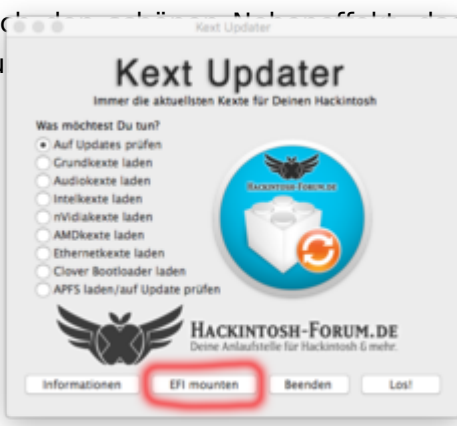 Kext Updater
Kext Updater
Immer die aktuellsten Kexte für Deinen Hackintosh
Was möchtest Du tun?
Auf Updates prüfen
Grundkexte laden
Audiokexte laden
Intelkexte laden
nVidiakexte laden
AMDkexte laden
Ethernetkexte laden
Clover Bootloader laden
APFS laden/auf Update prüfen
HACKINTOSH-FORUM.DE
HACKINTOSH-FORUM.DE
Deine Anlaufstelle für Hackintosh & mehr.
Informationen
EFI mounten
Beenden
Los!